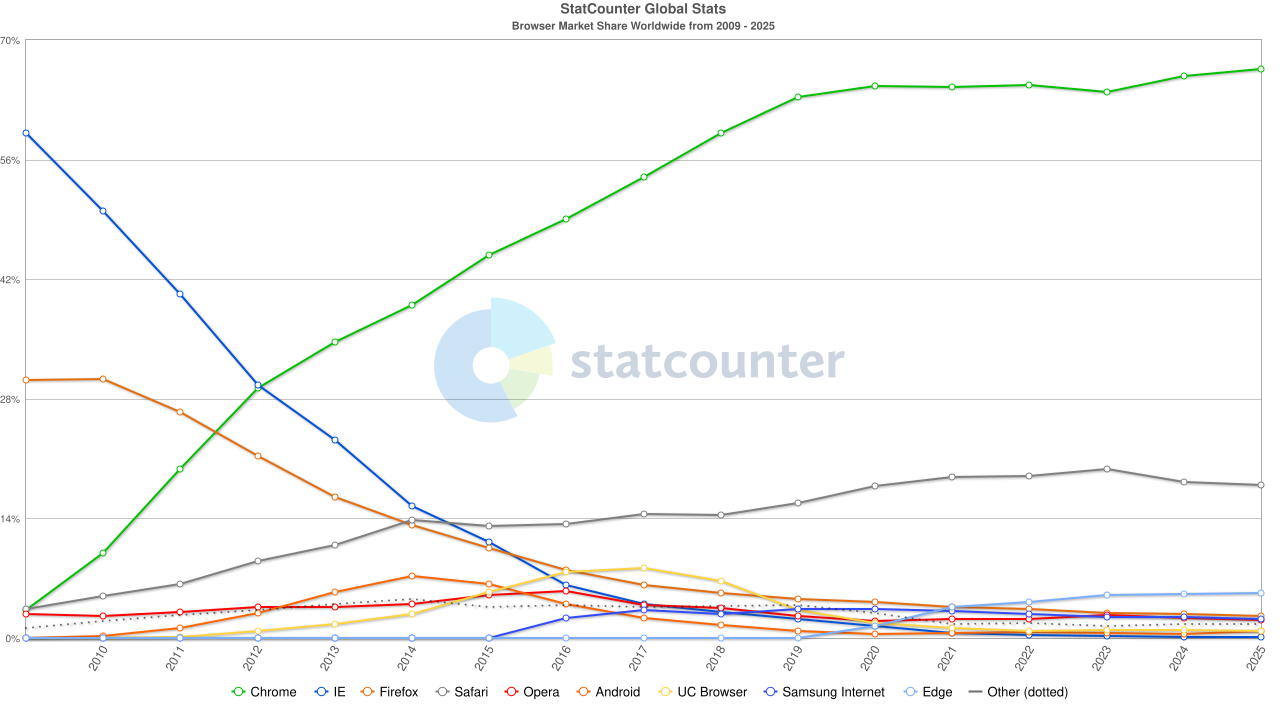 StatCounter Global Stats
Browser Market Share Worldwide from 2009 - 2025
70%
56%
42%
28%
14%
0%
statcounter
2010 2011 2012 2013 2014 2015 2016 2017 2018 2019 2020 2021 2022 2023 2024 2025
Chrome IE Firefox Safari Opera Android UC Browser Samsung Internet Edge Other (dotted)